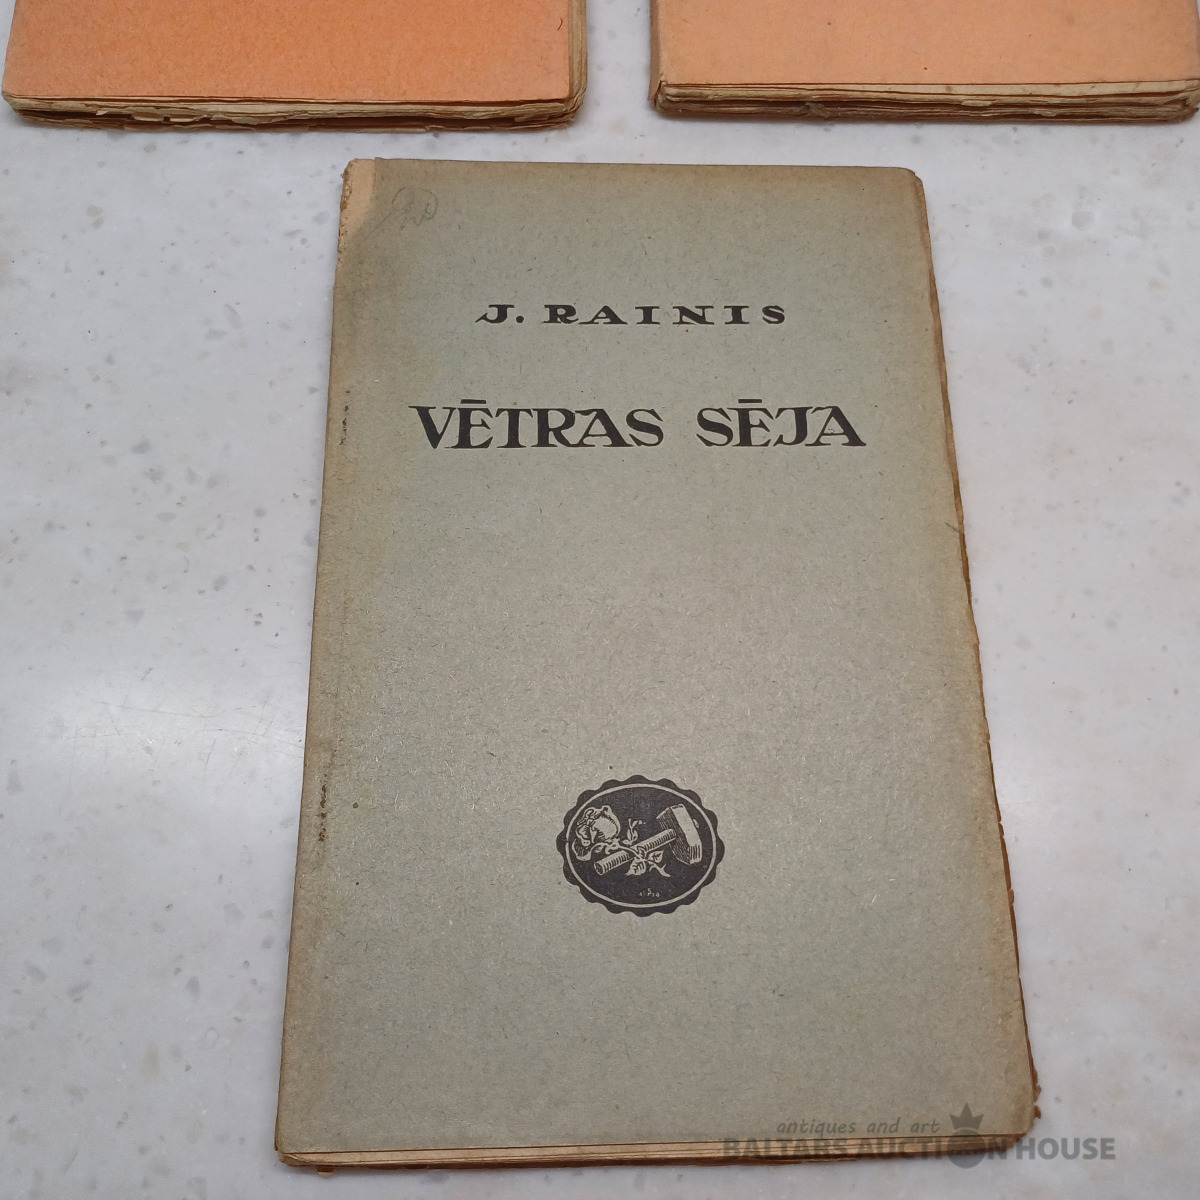 J. RAINIS
VĒTRAS SĒJA
antiques and art
BALTARS AUCTION HOUSE